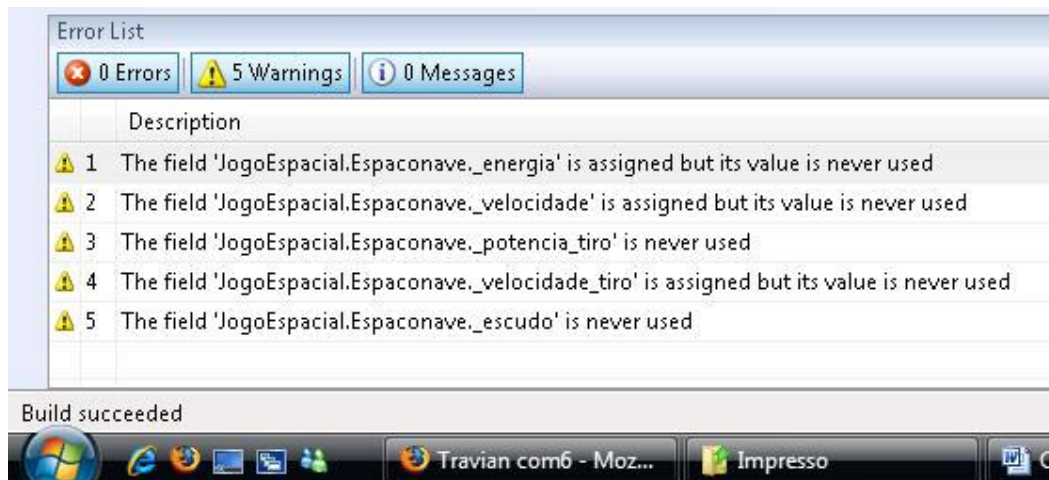 Error List
0 Errors 5 Warnings 0 Messages
Description
1 The field 'JogoEspacial.Espaconave._energia' is assigned but its value is never used
2 The field 'JogoEspacial.Espaconave._velocidade' is assigned but its value is never used
3 The field 'JogoEspacial.Espaconave._potencia_tiro' is never used
4 The field 'JogoEspacial.Espaconave._velocidade_tiro' is assigned but its value is never used
5 The field 'JogoEspacial.Espaconave._escudo' is never used
Build succeeded
Travian com6 - Moz... Impresso